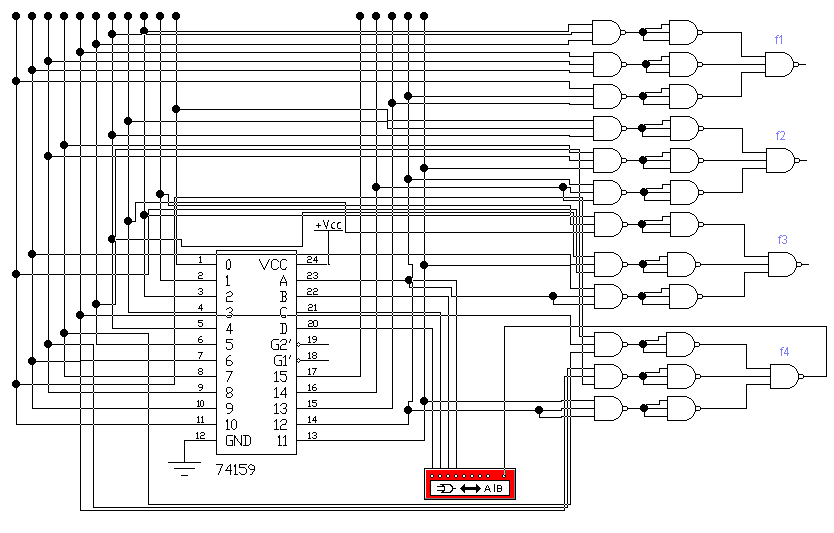 f1
f2
f3
+Vcc
1 0 VCC 24
2 1 A 23
3 2 B 22
4 3 C 21
5 4 D 20
6 5 G2' 19
7 6 G1' 18
8 7 15 17
9 8 14 16
10 9 13 15
11 10 12 14
12 GND 11 13
74159
f4
A|B